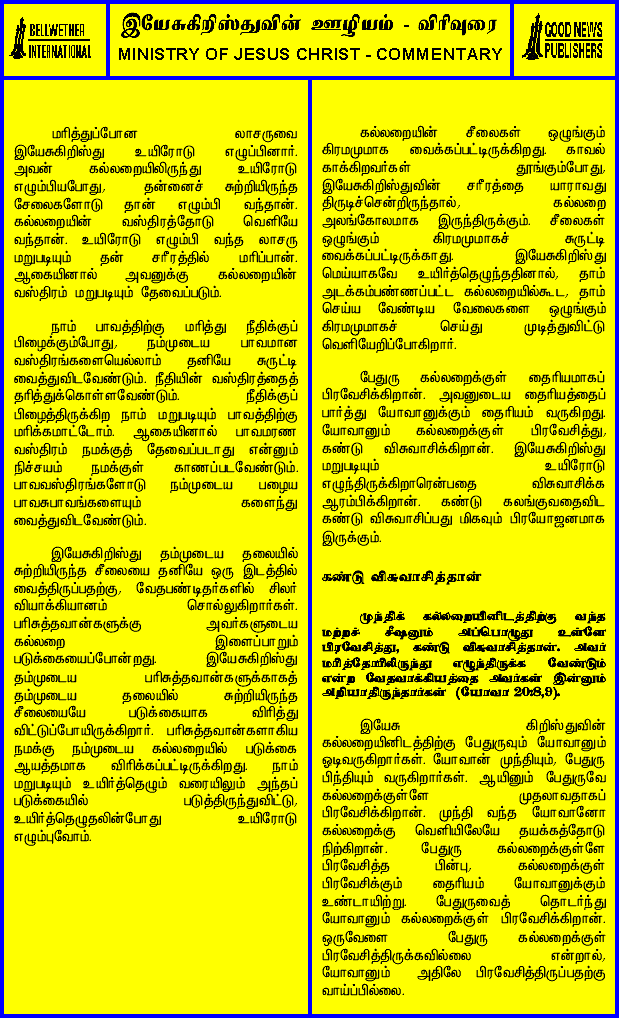 BELLWETHER
INTERNATIONAL
இயேசுகிறிஸ்துவின் ஊழியம் - விரிவுரை
MINISTRY OF JESUS CHRIST - COMMENTARY
GOOD NEWS
PUBLISHERS
மரித்துப்போன லாசருவை
இயேசுகிறிஸ்து உயிரோடு எழுப்பினார்.
அவன் கல்லறையிலிருந்து உயிரோடு
எழும்பியபோது, தன்னைச் சுற்றியிருந்த
சேலைகளோடு தான் எழும்பி வந்தான்.
கல்லறையின் வஸ்திரத்தோடு வெளியே
வந்தான். உயிரோடு எழும்பி வந்த லாசரு
மறுபடியும் தன் சரீரத்தில் மரிப்பான்.
ஆகையினால் அவனுக்கு கல்லறையின்
வஸ்திரம் மறுபடியும் தேவைப்படும்.
நாம் பாவத்திற்கு மரித்து நீதிக்குப்
பிழைக்கும்போது, நம்முடைய பாவமான
வஸ்திரங்களையெல்லாம் தனியே சுருட்டி
வைத்துவிடவேண்டும். நீதியின் வஸ்திரத்தைத்
தரித்துக்கொள்ளவேண்டும். நீதிக்குப்
பிழைத்திருக்கிற நாம் மறுபடியும் பாவத்திற்கு
மரிக்கமாட்டோம். ஆகையினால் பாவமரண
வஸ்திரம் நமக்குத் தேவைப்படாது என்னும்
நிச்சயம் நமக்குள் காணப்படவேண்டும்.
பாவவஸ்திரங்களோடு நம்முடைய பழைய
பாவசுபாவங்களையும் களைந்து
வைத்துவிடவேண்டும்.
இயேசுகிறிஸ்து தம்முடைய தலையில்
சுற்றியிருந்த சீலையை தனியே ஒரு இடத்தில்
வைத்திருப்பதற்கு, வேதபண்டிதர்களில் சிலர்
வியாக்கியானம் சொல்லுகிறார்கள்.
பரிசுத்தவான்களுக்கு அவர்களுடைய
கல்லறை இளைப்பாறும்
படுக்கையைப்போன்றது. இயேசுகிறிஸ்து
தம்முடைய பரிசுத்தவான்களுக்காகத்
தம்முடைய தலையில் சுற்றியிருந்த
சீலையையே படுக்கையாக விரித்து
விட்டுப்போயிருக்கிறார். பரிசுத்தவான்களாகிய
நமக்கு நம்முடைய கல்லறையில் படுக்கை
ஆயத்தமாக விரிக்கப்பட்டிருக்கிறது. நாம்
மறுபடியும் உயிர்த்தெழும் வரையிலும் அந்தப்
படுக்கையில் படுத்திருந்துவிட்டு,
உயிர்த்தெழுதலின்போது உயிரோடு
எழும்புவோம்.
கல்லறையின் சீலைகள் ஒழுங்கும்
கிரமமுமாக வைக்கப்பட்டிருக்கிறது. காவல்
காக்கிறவர்கள் தூங்கும்போது,
இயேசுகிறிஸ்துவின் சரீரத்தை யாராவது
திருடிச்சென்றிருந்தால், கல்லறை
அலங்கோலமாக இருந்திருக்கும். சீலைகள்
ஒழுங்கும் கிரமமுமாகச் சுருட்டி
வைக்கப்பட்டிருக்காது. இயேசுகிறிஸ்து
மெய்யாகவே உயிர்த்தெழுந்ததினால், தாம்
அடக்கம்பண்ணப்பட்ட கல்லறையில்கூட, தாம்
செய்ய வேண்டிய வேலைகளை ஒழுங்கும்
கிரமமுமாகச் செய்து முடித்துவிட்டு
வெளியேறிப்போகிறார்.
பேதுரு கல்லறைக்குள் தைரியமாகப்
பிரவேசிக்கிறான். அவனுடைய தைரியத்தைப்
பார்த்து யோவானுக்கும் தைரியம் வருகிறது.
யோவானும் கல்லறைக்குள் பிரவேசித்து,
கண்டு விசுவாசிக்கிறான். இயேசுகிறிஸ்து
மறுபடியும் உயிரோடு
எழுந்திருக்கிறாரென்பதை விசுவாசிக்க
ஆரம்பிக்கிறான். கண்டு கலங்குவதைவிட
கண்டு விசுவாசிப்பது மிகவும் பிரயோஜனமாக
இருக்கும்.
கண்டு விசுவாசித்தான்
முந்திக் கல்லறையினிடத்திற்கு வந்த
மற்றச் சீஷனும் அப்பொழுது உள்ளே
பிரவேசித்து, கண்டு விசுவாசித்தான். அவர்
மரித்தோரிலிருந்து எழுந்திருக்க வேண்டும்
என்ற வேதவாக்கியத்தை அவர்கள் இன்னும்
அறியாதிருந்தார்கள் (யோவா 20:8,9).
இயேசு கிறிஸ்துவின்
கல்லறையினிடத்திற்கு பேதுருவும் யோவானும்
ஓடிவருகிறார்கள். யோவான் முந்தியும், பேதுரு
பிந்தியும் வருகிறார்கள். ஆயினும் பேதுருவே
கல்லறைக்குள்ளே முதலாவதாகப்
பிரவேசிக்கிறான். முந்தி வந்த யோவானோ
கல்லறைக்கு வெளியிலேயே தயக்கத்தோடு
நிற்கிறான். பேதுரு கல்லறைக்குள்ளே
பிரவேசித்த பின்பு, கல்லறைக்குள்
பிரவேசிக்கும் தைரியம் யோவானுக்கும்
உண்டாயிற்று. பேதுருவைத் தொடர்ந்து
யோவானும் கல்லறைக்குள் பிரவேசிக்கிறான்.
ஒருவேளை பேதுரு கல்லறைக்குள்
பிரவேசித்திருக்கவில்லை என்றால்,
யோவானும் அதிலே பிரவேசித்திருப்பதற்கு
வாய்ப்பில்லை.